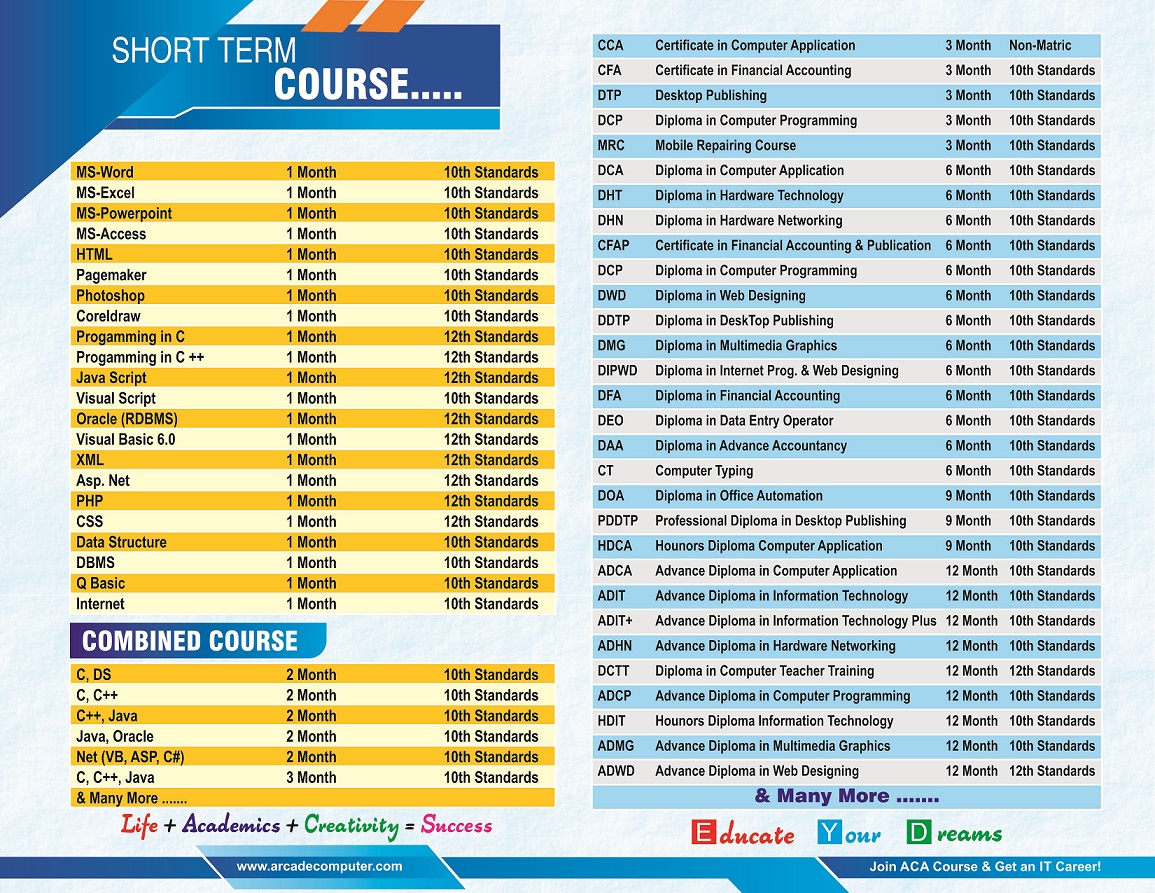 SHORT TERM
COURSE.....
MS-Word 1 Month 10th Standards
MS-Excel 1 Month 10th Standards
MS-Powerpoint 1 Month 10th Standards
MS-Access 1 Month 10th Standards
HTML 1 Month 10th Standards
Pagemaker 1 Month 10th Standards
Photoshop 1 Month 10th Standards
Coreldraw 1 Month 10th Standards
Progamming in C 1 Month 12th Standards
Progamming in C ++ 1 Month 12th Standards
Java Script 1 Month 12th Standards
Visual Script 1 Month 10th Standards
Oracle (RDBMS) 1 Month 12th Standards
Visual Basic 6.0 1 Month 12th Standards
XML 1 Month 12th Standards
Asp. Net 1 Month 12th Standards
PHP 1 Month 12th Standards
CSS 1 Month 12th Standards
Data Structure 1 Month 10th Standards
DBMS 1 Month 10th Standards
Q Basic 1 Month 10th Standards
Internet 1 Month 10th Standards
COMBINED COURSE
C, DS 2 Month 10th Standards
C, C++ 2 Month 10th Standards
C++, Java 2 Month 10th Standards
Java, Oracle 2 Month 10th Standards
Net (VB, ASP, C#) 2 Month 10th Standards
C, C++, Java 3 Month 10th Standards
& Many More .......
Life + Academics + Creativity = Success
www.arcadecomputer.com
CCA Certificate in Computer Application 3 Month Non-Matric
CFA Certificate in Financial Accounting 3 Month 10th Standards
DTP Desktop Publishing 3 Month 10th Standards
DCP Diploma in Computer Programming 3 Month 10th Standards
MRC Mobile Repairing Course 3 Month 10th Standards
DCA Diploma in Computer Application 6 Month 10th Standards
DHT Diploma in Hardware Technology 6 Month 10th Standards
DHN Diploma in Hardware Networking 6 Month 10th Standards
CFAP Certificate in Financial Accounting & Publication 6 Month 10th Standards
DCP Diploma in Computer Programming 6 Month 10th Standards
DWD Diploma in Web Designing 6 Month 10th Standards
DDTP Diploma in DeskTop Publishing 6 Month 10th Standards
DMG Diploma in Multimedia Graphics 6 Month 10th Standards
DIPWD Diploma in Internet Prog. & Web Designing 6 Month 10th Standards
DFA Diploma in Financial Accounting 6 Month 10th Standards
DEO Diploma in Data Entry Operator 6 Month 10th Standards
DAA Diploma in Advance Accountancy 6 Month 10th Standards
CT Computer Typing 6 Month 10th Standards
DOA Diploma in Office Automation 9 Month 10th Standards
PDDTP Professional Diploma in Desktop Publishing 9 Month 10th Standards
HDCA Hounors Diploma Computer Application 9 Month 10th Standards
ADCA Advance Diploma in Computer Application 12 Month 10th Standards
ADIT Advance Diploma in Information Technology 12 Month 10th Standards
ADIT+ Advance Diploma in Information Technology Plus 12 Month 10th Standards
ADHN Advance Diploma in Hardware Networking 12 Month 10th Standards
DCTT Diploma in Computer Teacher Training 12 Month 12th Standards
ADCP Advance Diploma in Computer Programming 12 Month 10th Standards
HDIT Hounors Diploma Information Technology 12 Month 10th Standards
ADMG Advance Diploma in Multimedia Graphics 12 Month 10th Standards
ADWD Advance Diploma in Web Designing 12 Month 12th Standards
& Many More .......
Educate Your Dreams
Join ACA Course & Get an IT Career!